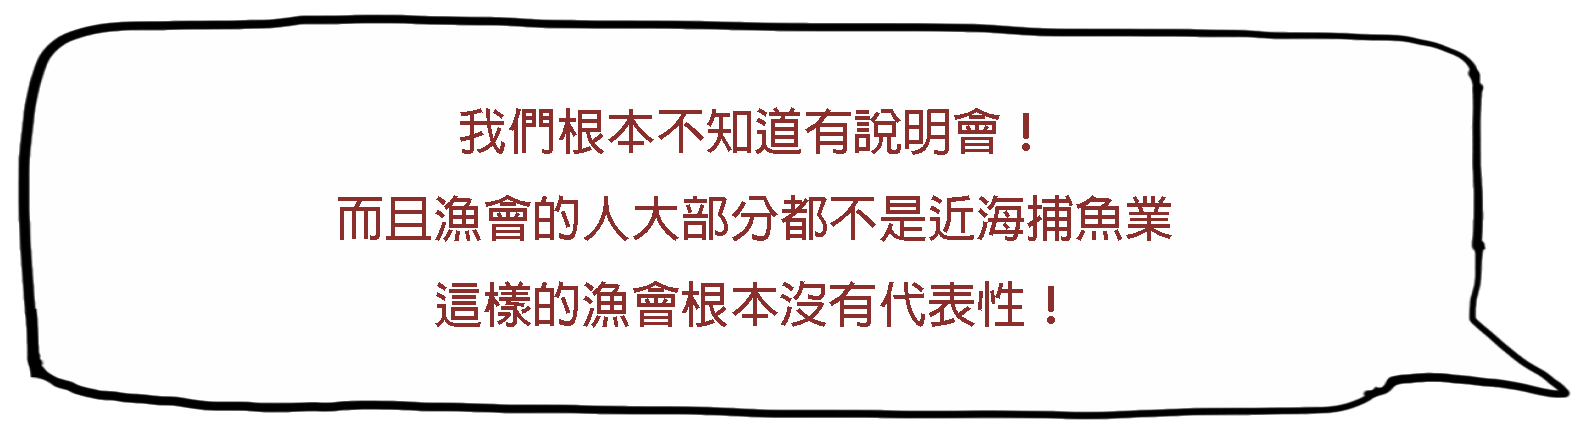 我們根本不知道有說明會！
而且漁會的人大部分都不是近海捕魚業
這樣的漁會根本沒有代表性！